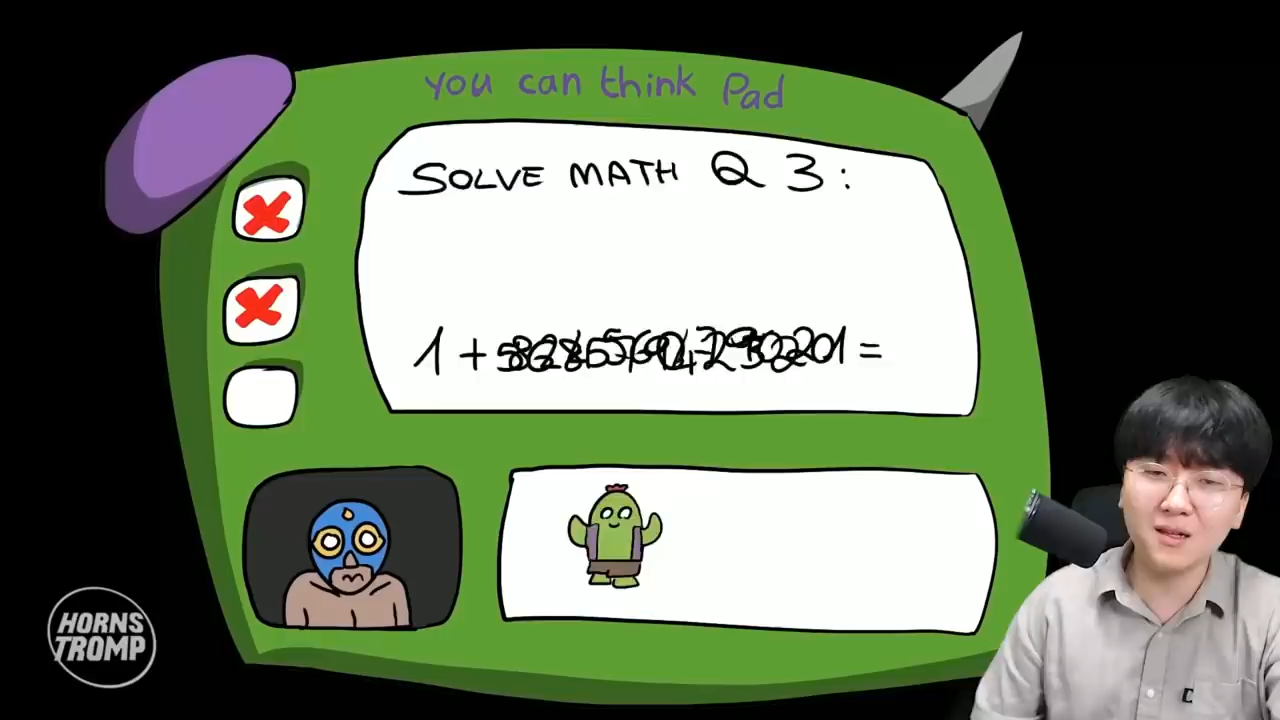 you can think Pad
SOLVE MATH Q 3:
1 + =
HORNS
TROMP